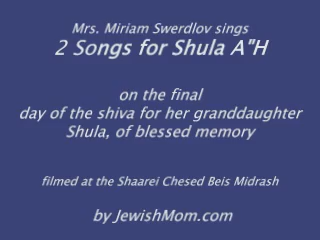 Mrs. Miriam Swerdlov sings
2 Songs for Shula A"H
on the final
day of the shiva for her granddaughter
Shula, of blessed memory
filmed at the Shaarei Chesed Beis Midrash
by JewishMom.com